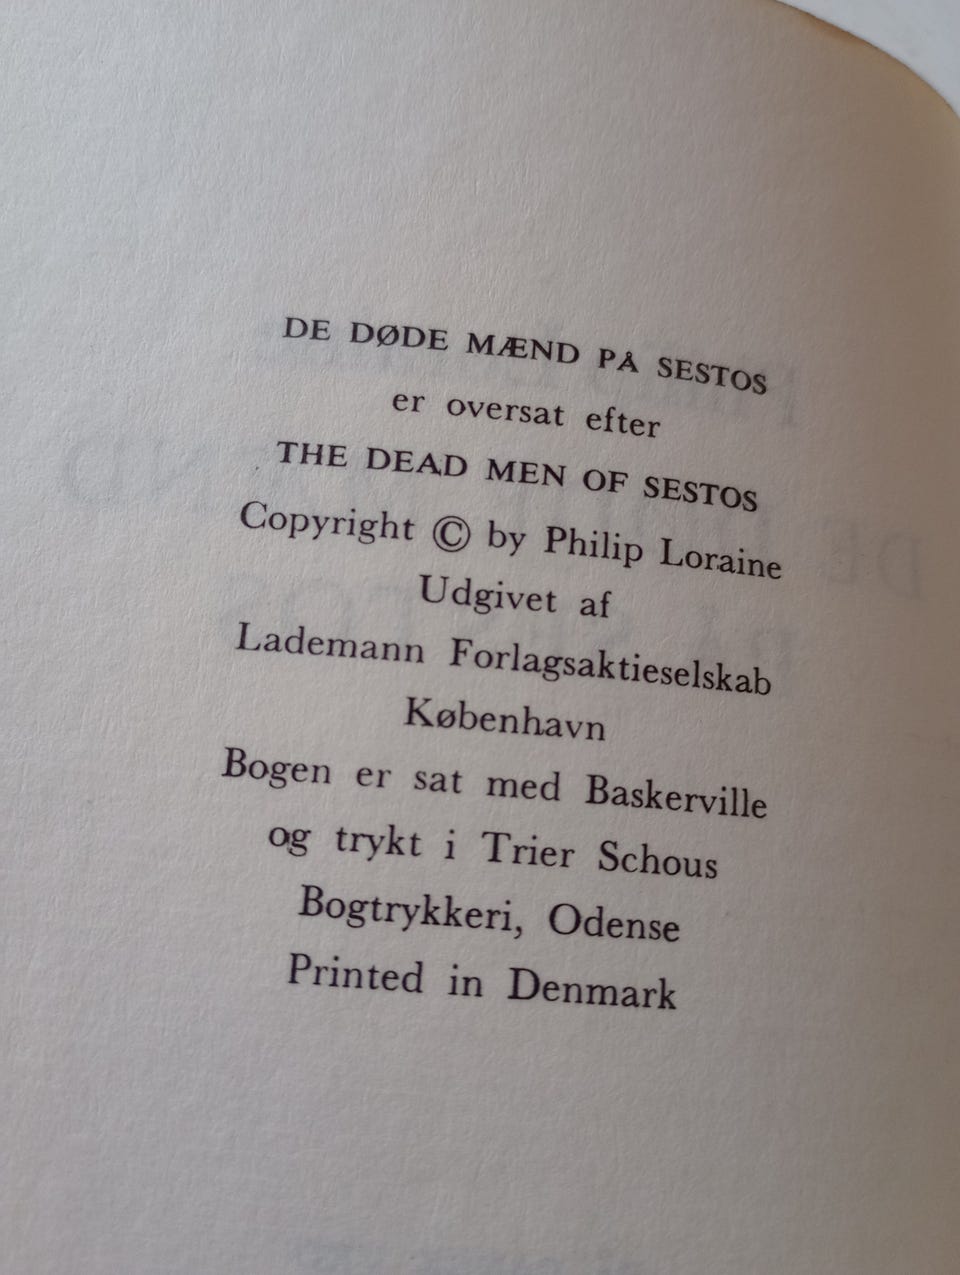 DE DØDE MÆND PÅ SESTOS
er oversat efter
THE DEAD MEN OF SESTOS
Copyright © by Philip Loraine
Udgivet af
Lademann Forlagsaktieselskab
København
Bogen er sat med Baskerville
og trykt i Trier Schous
Bogtrykkeri, Odense
Printed in Denmark